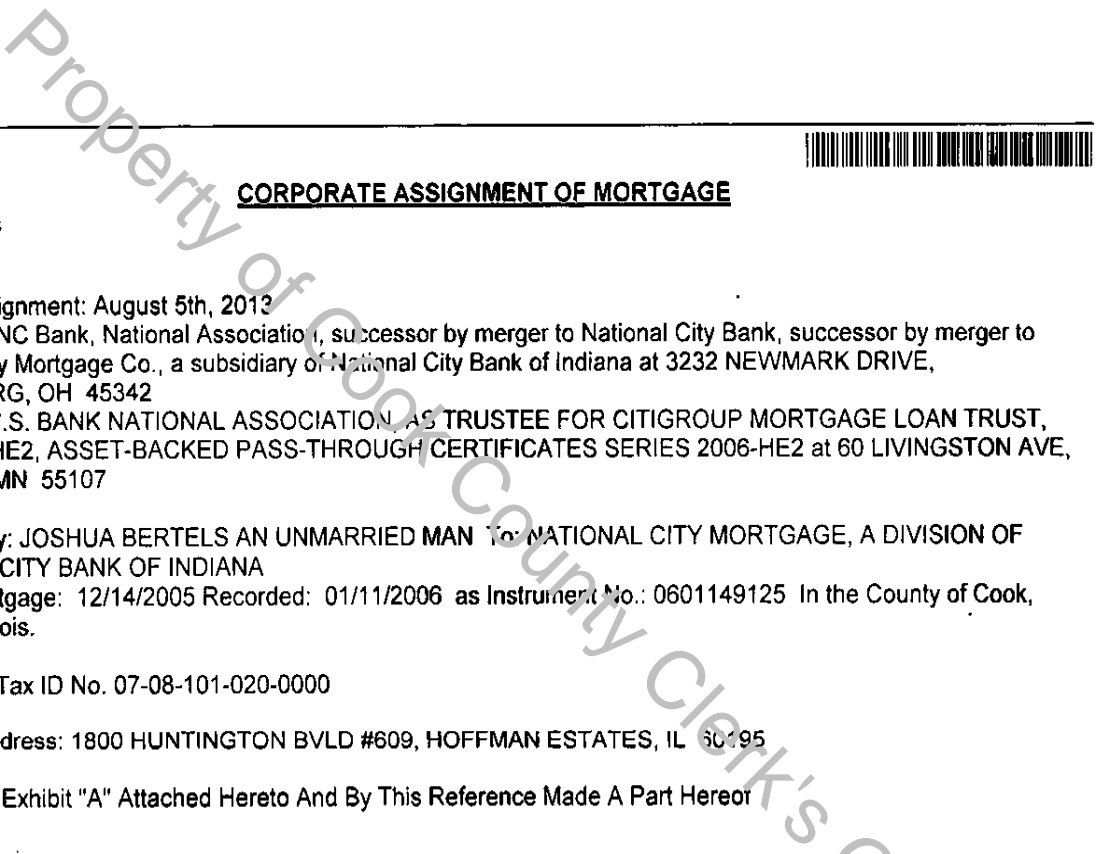 Property of Cook County Clerk's
CORPORATE ASSIGNMENT OF MORTGAGE
ignment: August 5th, 2013
NC Bank, National Association, successor by merger to National City Bank, successor by merger to
y Mortgage Co., a subsidiary of National City Bank of Indiana at 3232 NEWMARK DRIVE,
RG, OH 45342
.S. BANK NATIONAL ASSOCIATION, AS TRUSTEE FOR CITIGROUP MORTGAGE LOAN TRUST,
HE2, ASSET-BACKED PASS-THROUGH CERTIFICATES SERIES 2006-HE2 at 60 LIVINGSTON AVE,
MN 55107
y: JOSHUA BERTELS AN UNMARRIED MAN To: NATIONAL CITY MORTGAGE, A DIVISION OF
CITY BANK OF INDIANA
tgage: 12/14/2005 Recorded: 01/11/2006 as Instrument No.: 0601149125 In the County of Cook,
ois.
Tax ID No. 07-08-101-020-0000
dress: 1800 HUNTINGTON BVLD #609, HOFFMAN ESTATES, IL 60195
Exhibit "A" Attached Hereto And By This Reference Made A Part Hereof